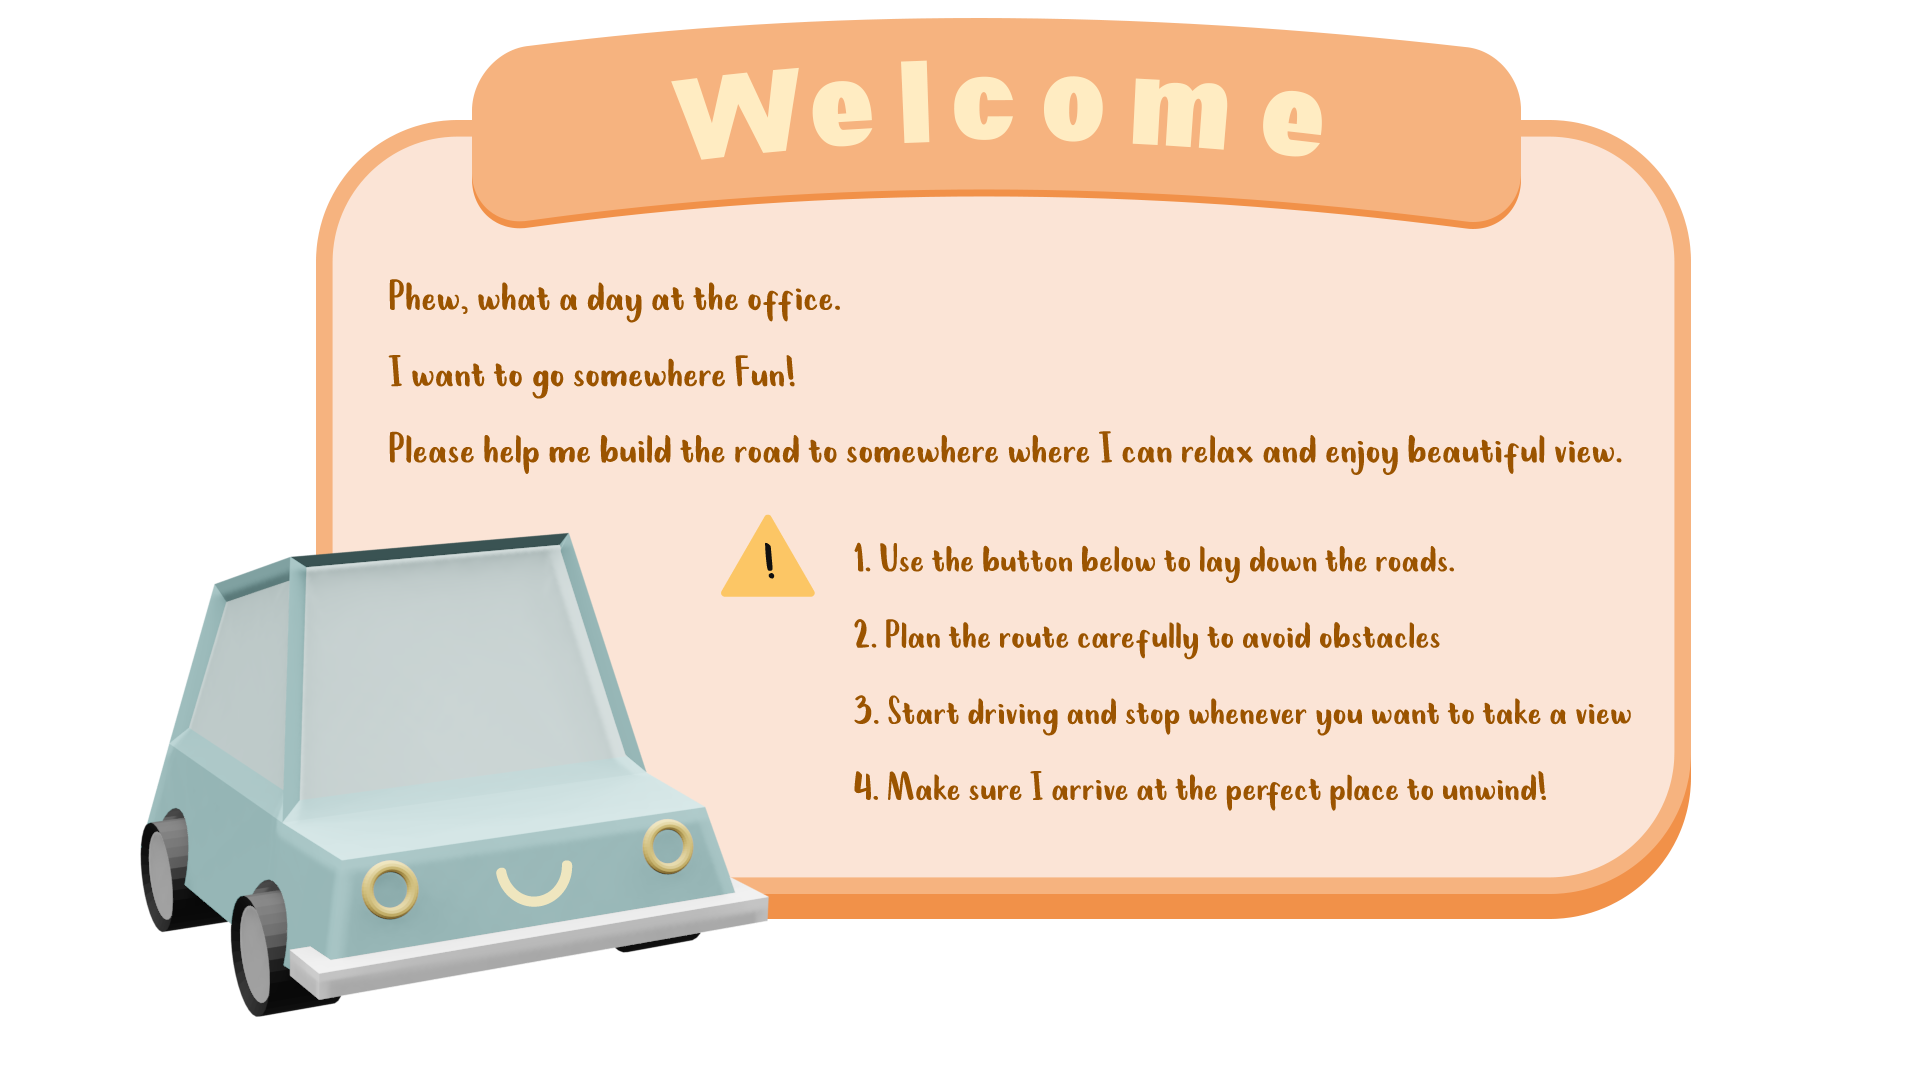 Welcome
Phew, what a day at the office.
I want to go somewhere Fun!
Please help me build the road to somewhere where I can relax and enjoy beautiful view.
!
1. Use the button below to lay down the roads.
2. Plan the route carefully to avoid obstacles
3. Start driving and stop whenever you want to take a view
4. Make sure I arrive at the perfect place to unwind!